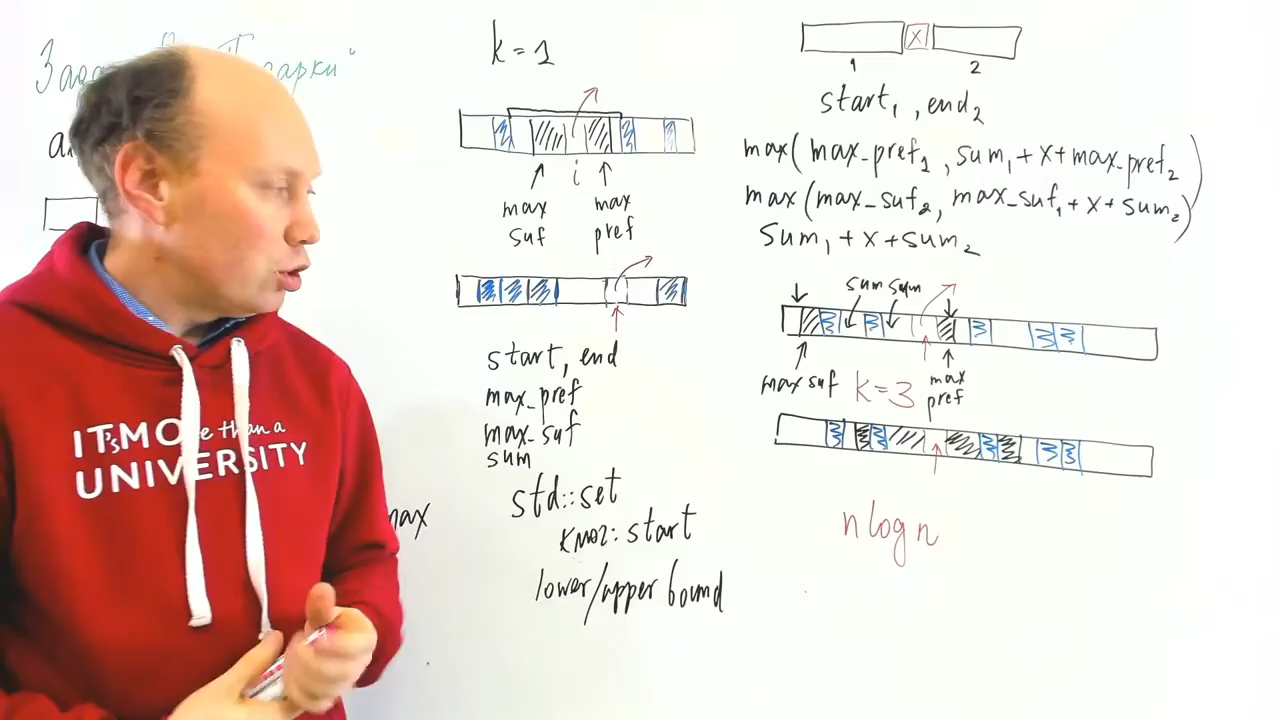 k = 1
i
max
suf
max
pref
start, end
max_pref
max_suf
sum
std::set
ключ: start
lower/upper bound
max
x
1
2
start₁, end₂
max( max_pref₁, sum₁ + x + max_pref₂
max (max_suf₂, max_suf₁ + x + sum₂)
sum₁ + x + sum₂
sum sum
max suf
k = 3
max
pref
n log n
IT'S MORE than a
UNIVERSITY